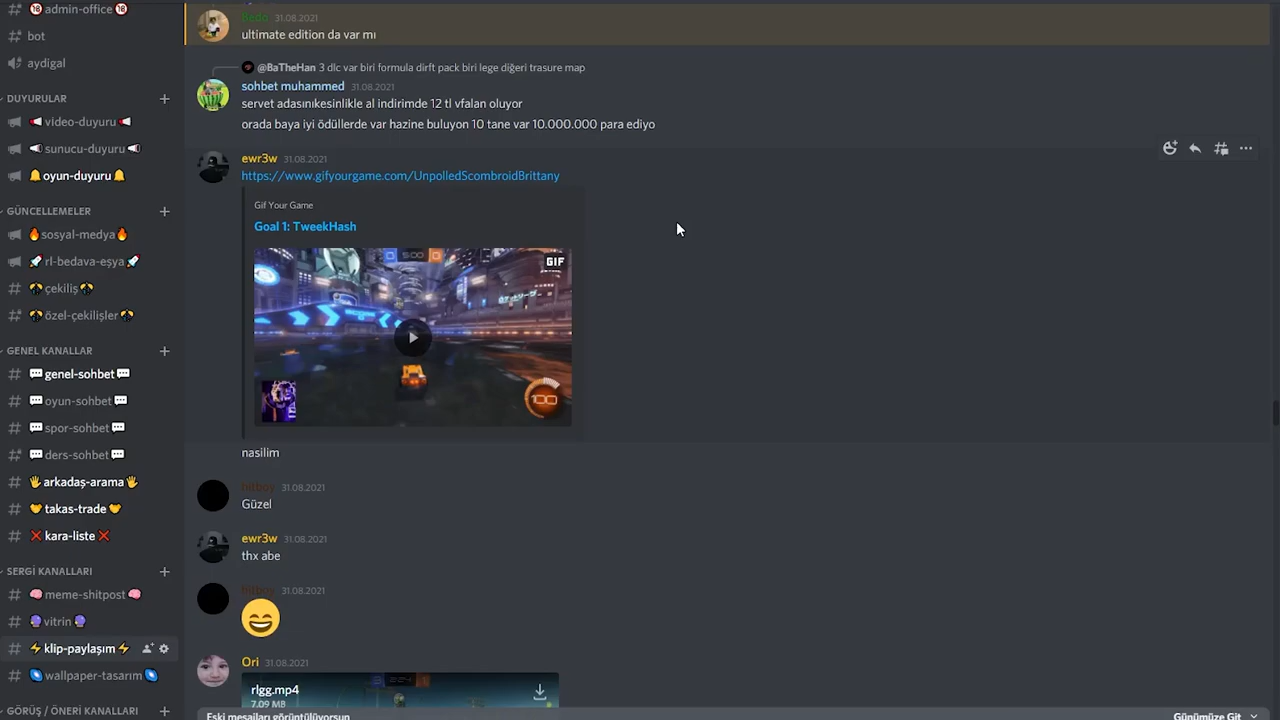 admin-office
bot
aydigal
DUYURULAR
video-duyuru
sunucu-duyuru
oyun-duyuru
GÜNCELLEMELER
sosyal-medya
rl-bedava-eşya
çekiliş
özel-çekilişler
GENEL KANALLAR
genel-sohbet
oyun-sohbet
spor-sohbet
ders-sohbet
arkadaş-arama
takas-trade
kara-liste
SERGİ KANALLARI
meme-shitpost
vitrin
klip-paylaşım
wallpaper-tasarım
GÖRÜŞ / ÖNERİ KANALLARI
31.08.2021
ultimate edition da var mı
@BaTheHan 3 dlc var biri formula dirft pack biri lege diğeri trasure map
sohbet muhammed 31.08.2021
servet adasınıkesinlikle al indirimde 12 tl vfalan oluyor
orada baya iyi ödüllerde var hazine buluyon 10 tane var 10.000.000 para ediyo
ewr3w 31.08.2021
https://www.gifyourgame.com/UnpolledScombroidBrittany
Gif Your Game
Goal 1: TweekHash
5:00
GIF
100
nasilim
31.08.2021
Güzel
ewr3w 31.08.2021
thx abe
31.08.2021
Ori 31.08.2021
rlgg.mp4
7.09 MB
Eski mesajları görüntülüyorsun
Günümüze Git